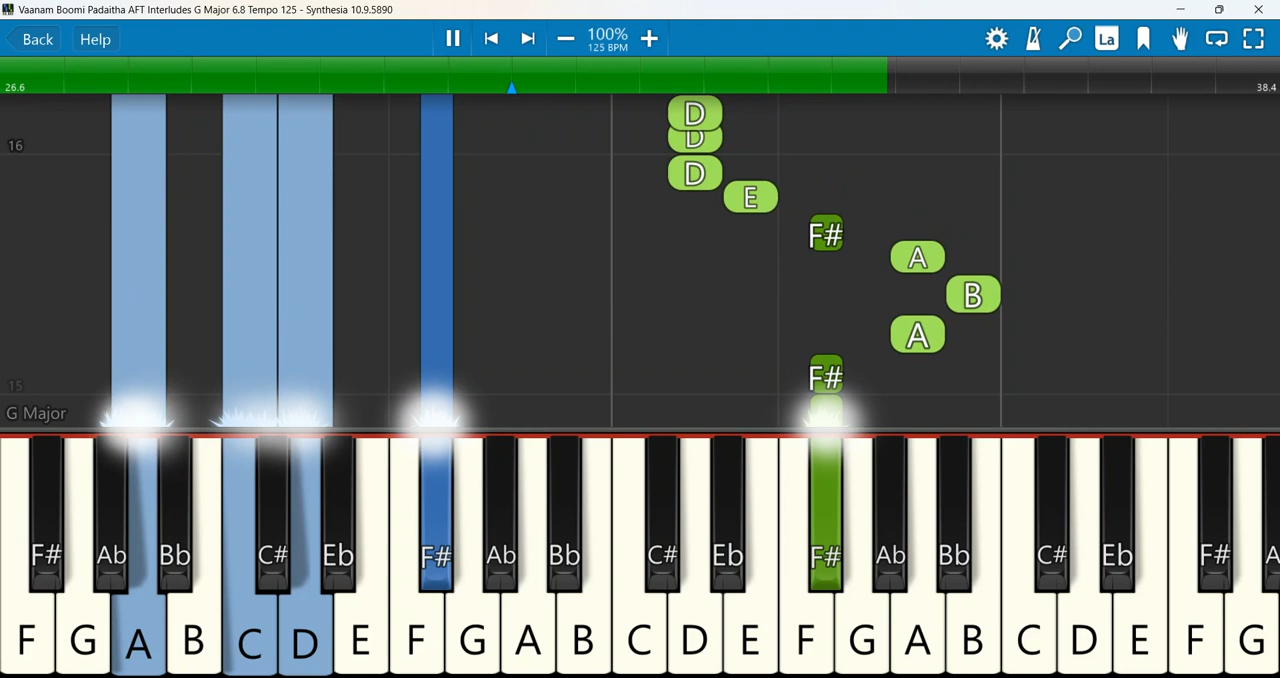 Vaanam Boomi Padaitha AFT Interludes G Major 6.8 Tempo 125 - Synthesia 10.9.5890
Back Help 100% La
125 BPM
26.6 38.4
D
16 D
D
E
F#
A
B
A
15 F#
G Major
F# Ab Bb C# Eb F# Ab Bb C# Eb F# Ab Bb C# Eb F# A
F G A B C D E F G A B C D E F G A B C D E F G